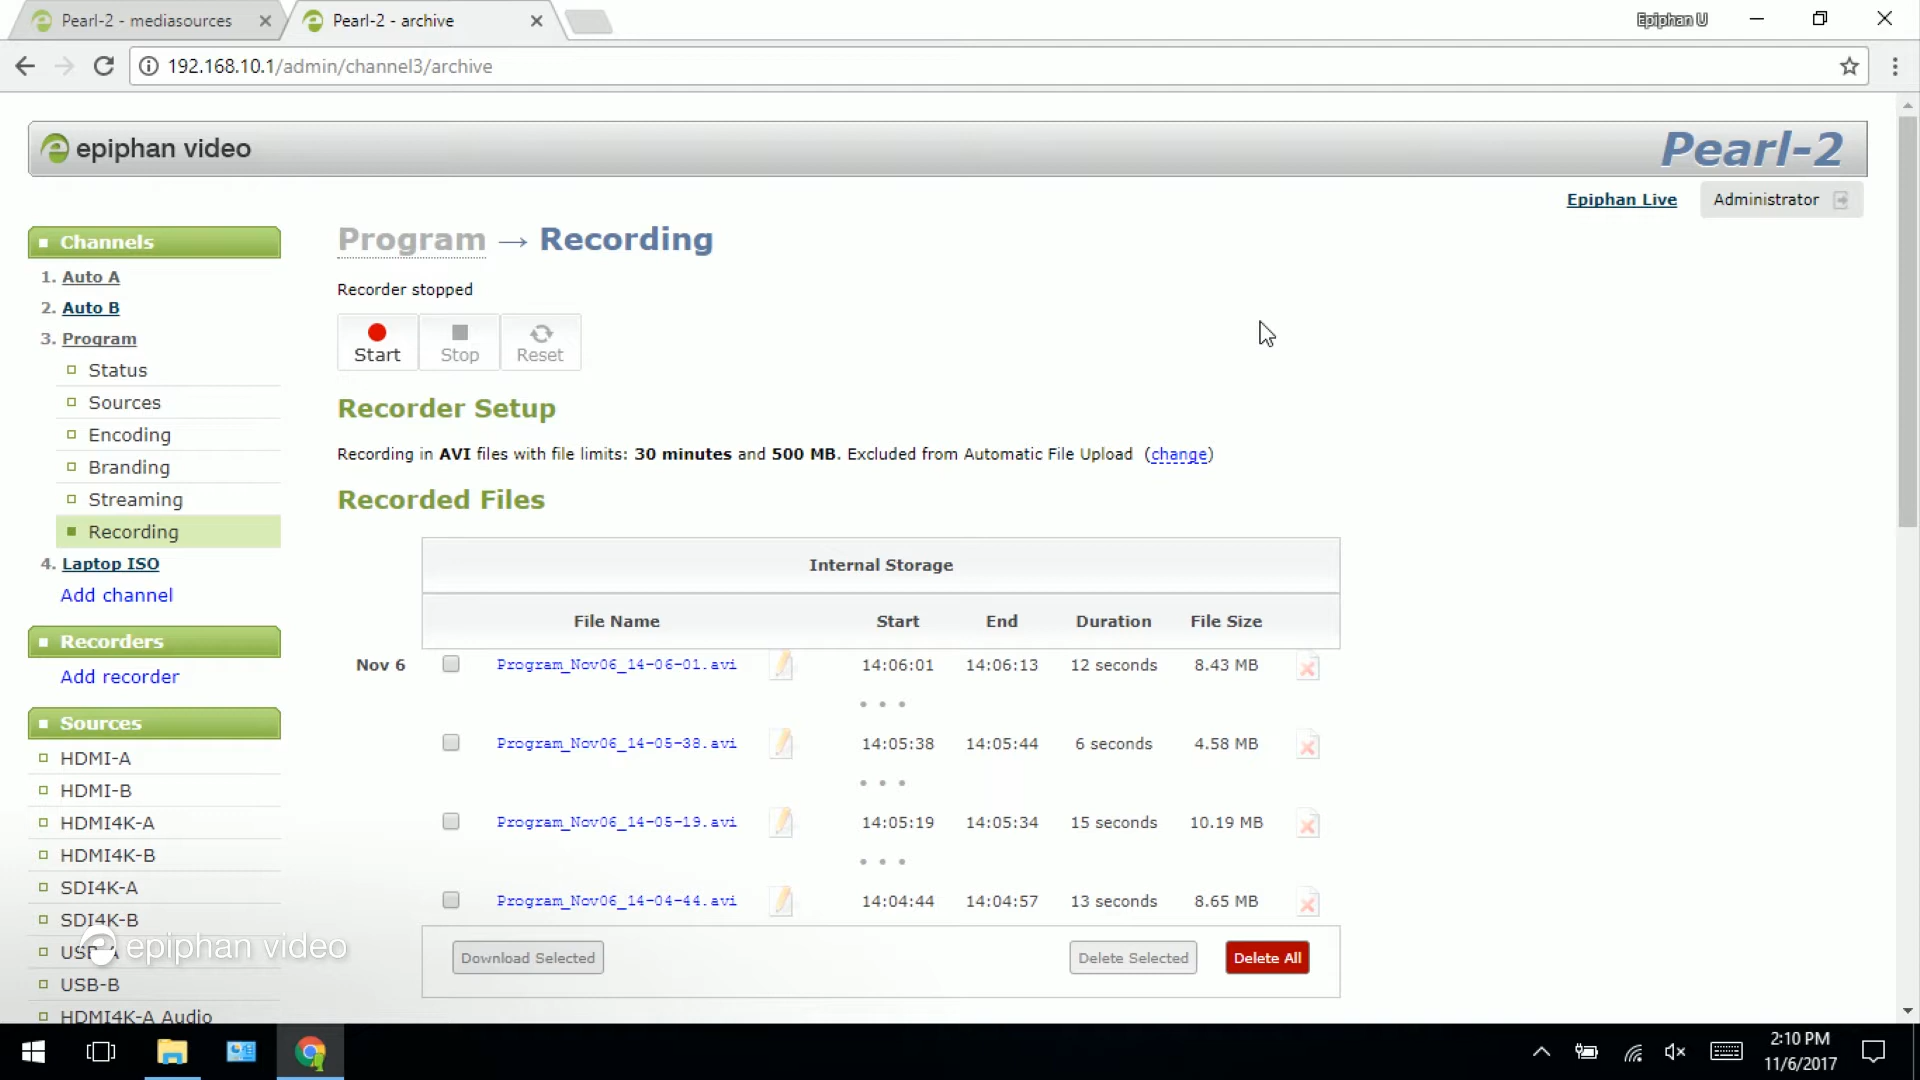 Pearl-2 - mediasources
Pearl-2 - archive
Epiphan U
192.168.10.1/admin/channel3/archive
epiphan video
Pearl-2
Epiphan Live
Administrator
Channels
1. Auto A
2. Auto B
3. Program
Status
Sources
Encoding
Branding
Streaming
Recording
4. Laptop ISO
Add channel
Recorders
Add recorder
Sources
HDMI-A
HDMI-B
HDMI4K-A
HDMI4K-B
SDI4K-A
SDI4K-B
USB-A
USB-B
HDMI4K-A Audio
epiphan video
Program → Recording
Recorder stopped
Start Stop Reset
Recorder Setup
Recording in AVI files with file limits: 30 minutes and 500 MB. Excluded from Automatic File Upload (change)
Recorded Files
Internal Storage
File Name Start End Duration File Size
Nov 6 Program_Nov06_14-06-01.avi 14:06:01 14:06:13 12 seconds 8.43 MB
• • •
Program_Nov06_14-05-38.avi 14:05:38 14:05:44 6 seconds 4.58 MB
• • •
Program_Nov06_14-05-19.avi 14:05:19 14:05:34 15 seconds 10.19 MB
• • •
Program_Nov06_14-04-44.avi 14:04:44 14:04:57 13 seconds 8.65 MB
Download Selected Delete Selected Delete All
2:10 PM
11/6/2017